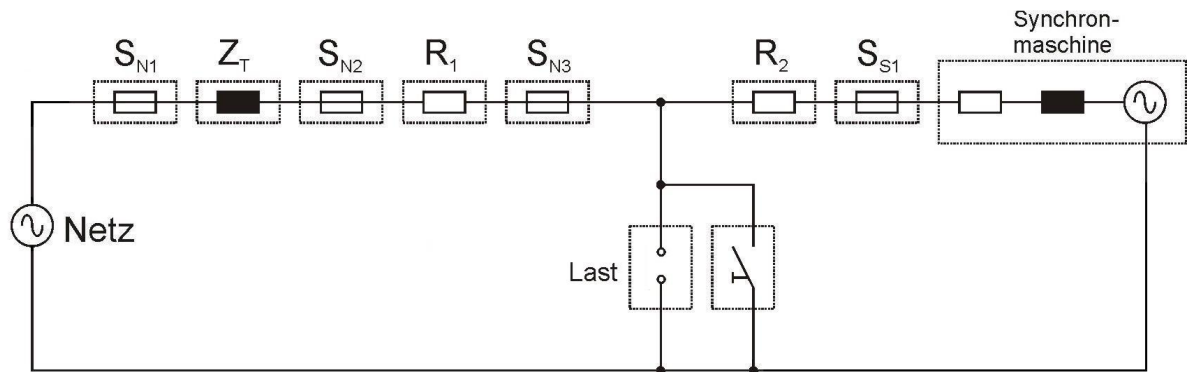 Synchron-
maschine
S_N1
Z_T
S_N2
R_1
S_N3
R_2
S_S1
Netz
Last